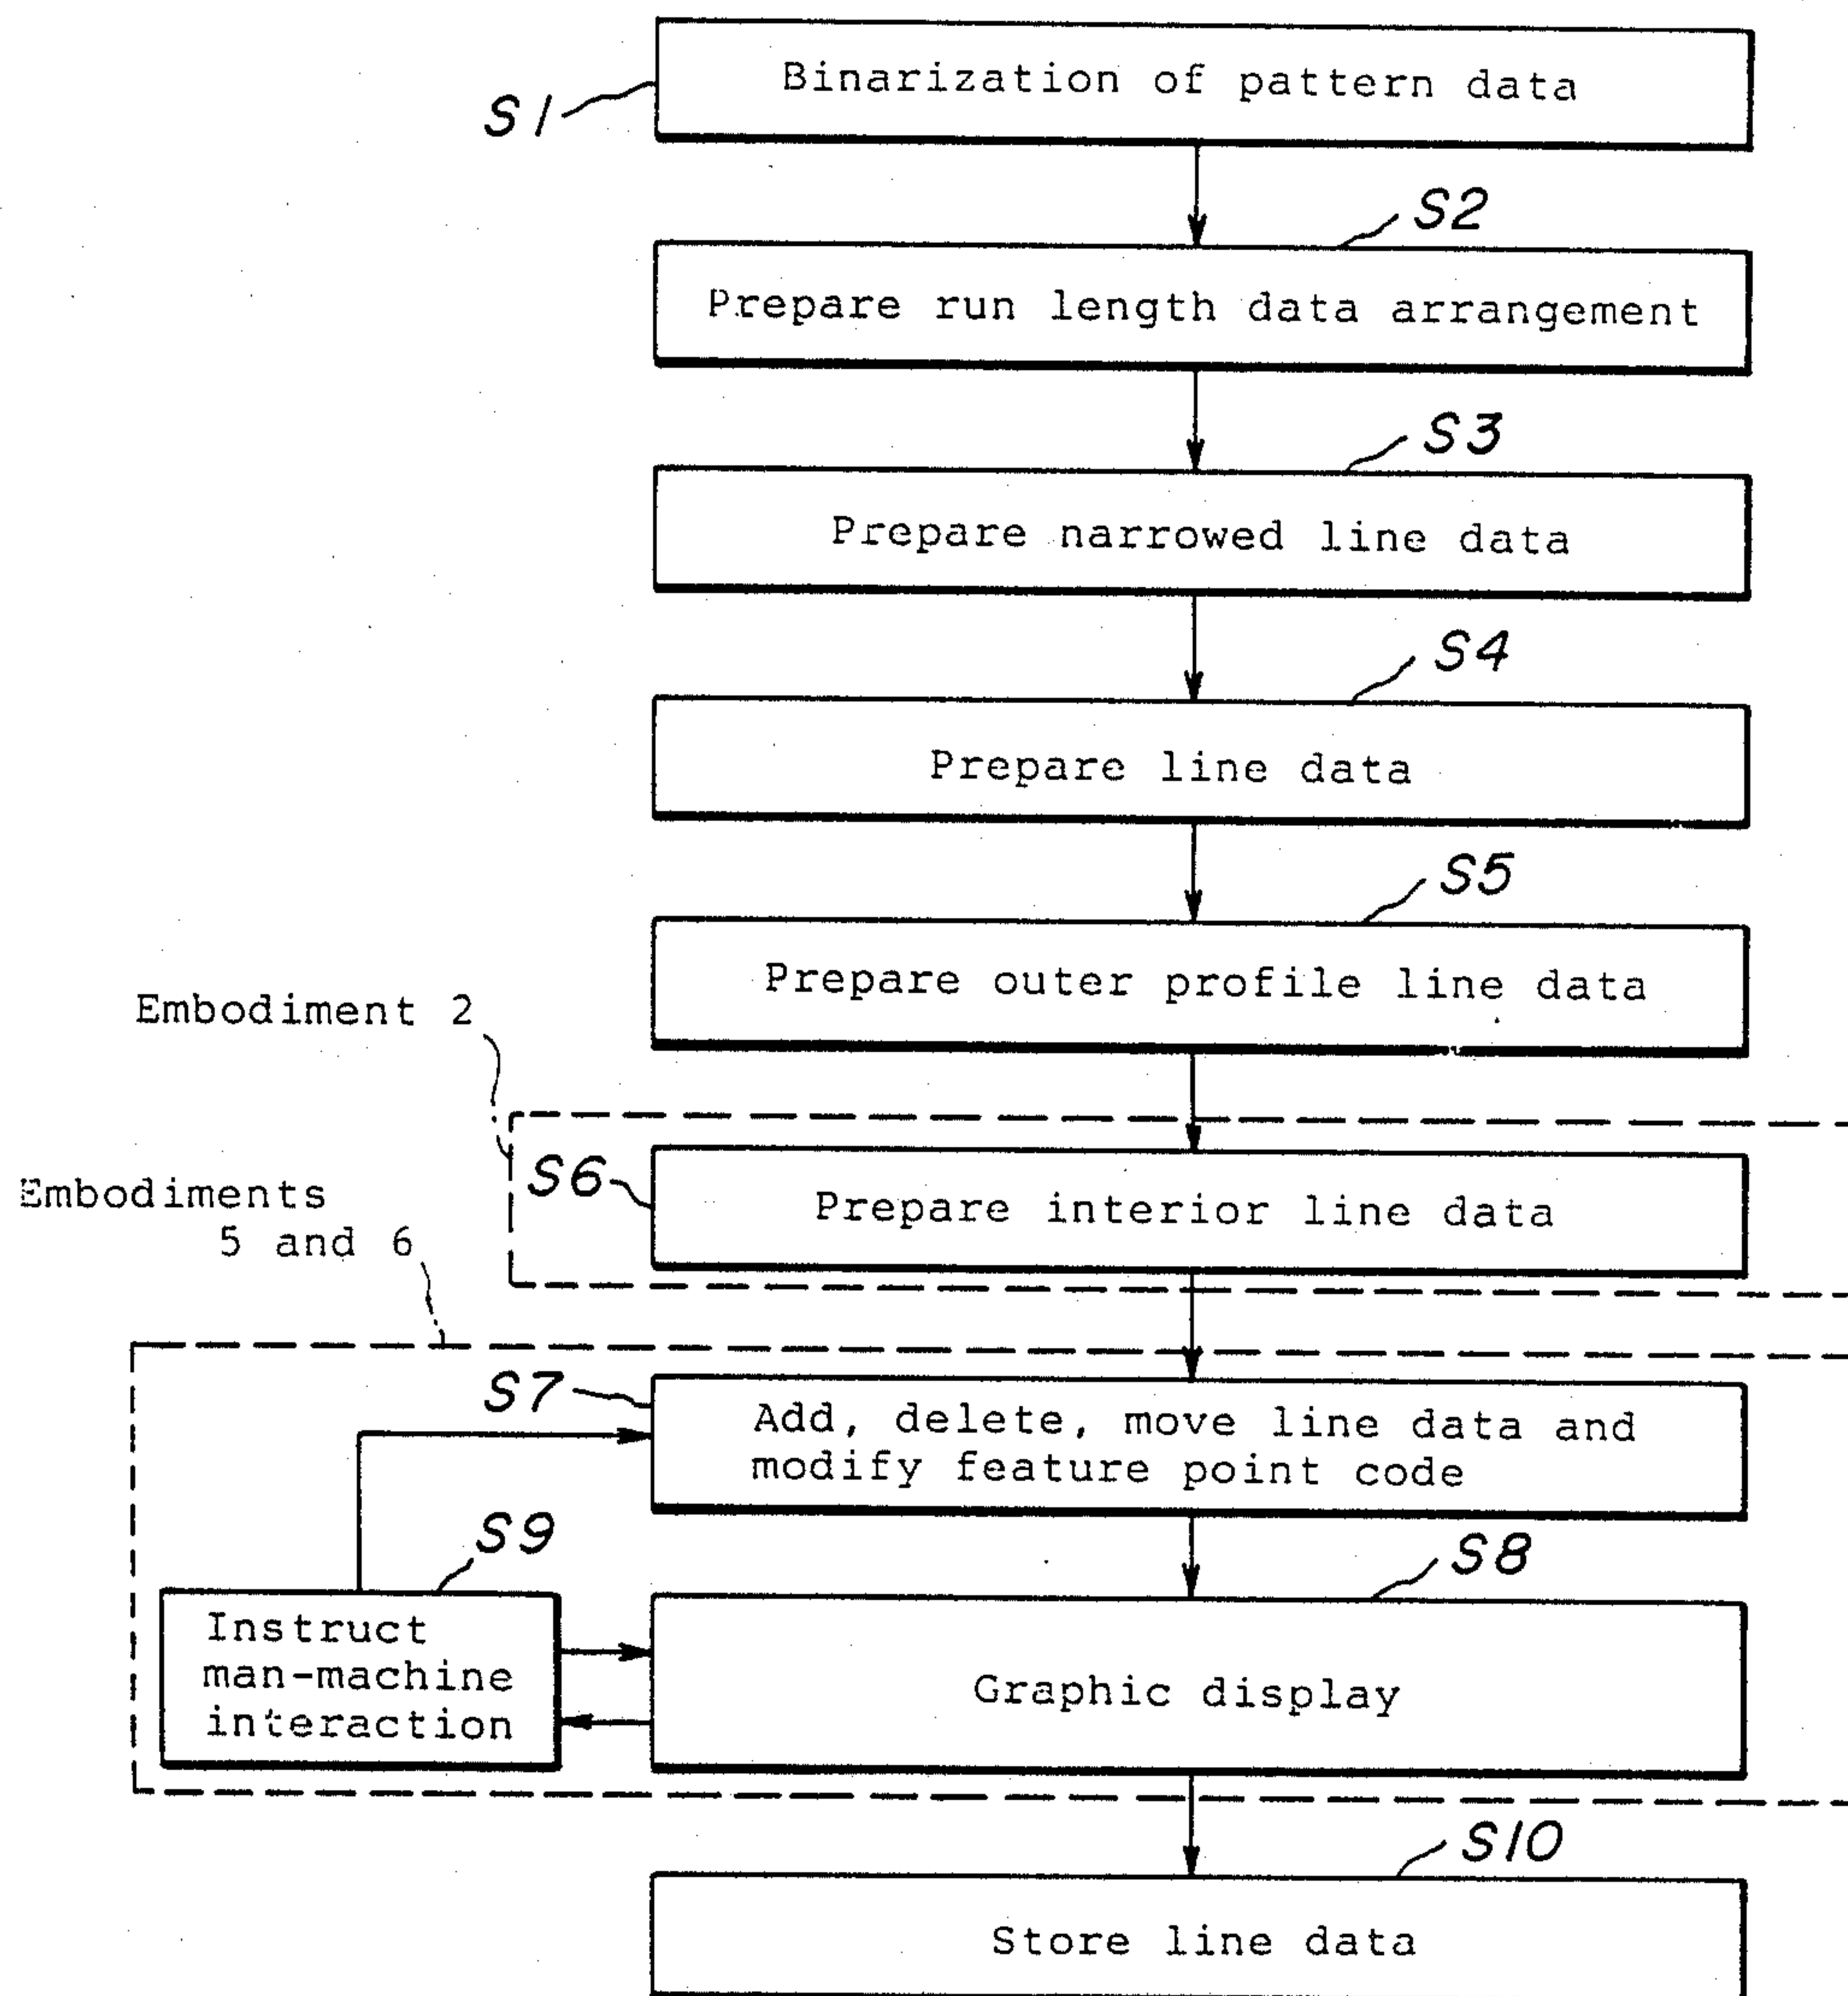 Binarization of pattern data
S1
S2
Prepare run length data arrangement
S3
Prepare narrowed line data
S4
Prepare line data
S5
Prepare outer profile line data
Embodiment 2
S6
Prepare interior line data
Embodiments
5 and 6
S7
Add, delete, move line data and
modify feature point code
S9
S8
Instruct
man-machine
interaction
Graphic display
S10
Store line data